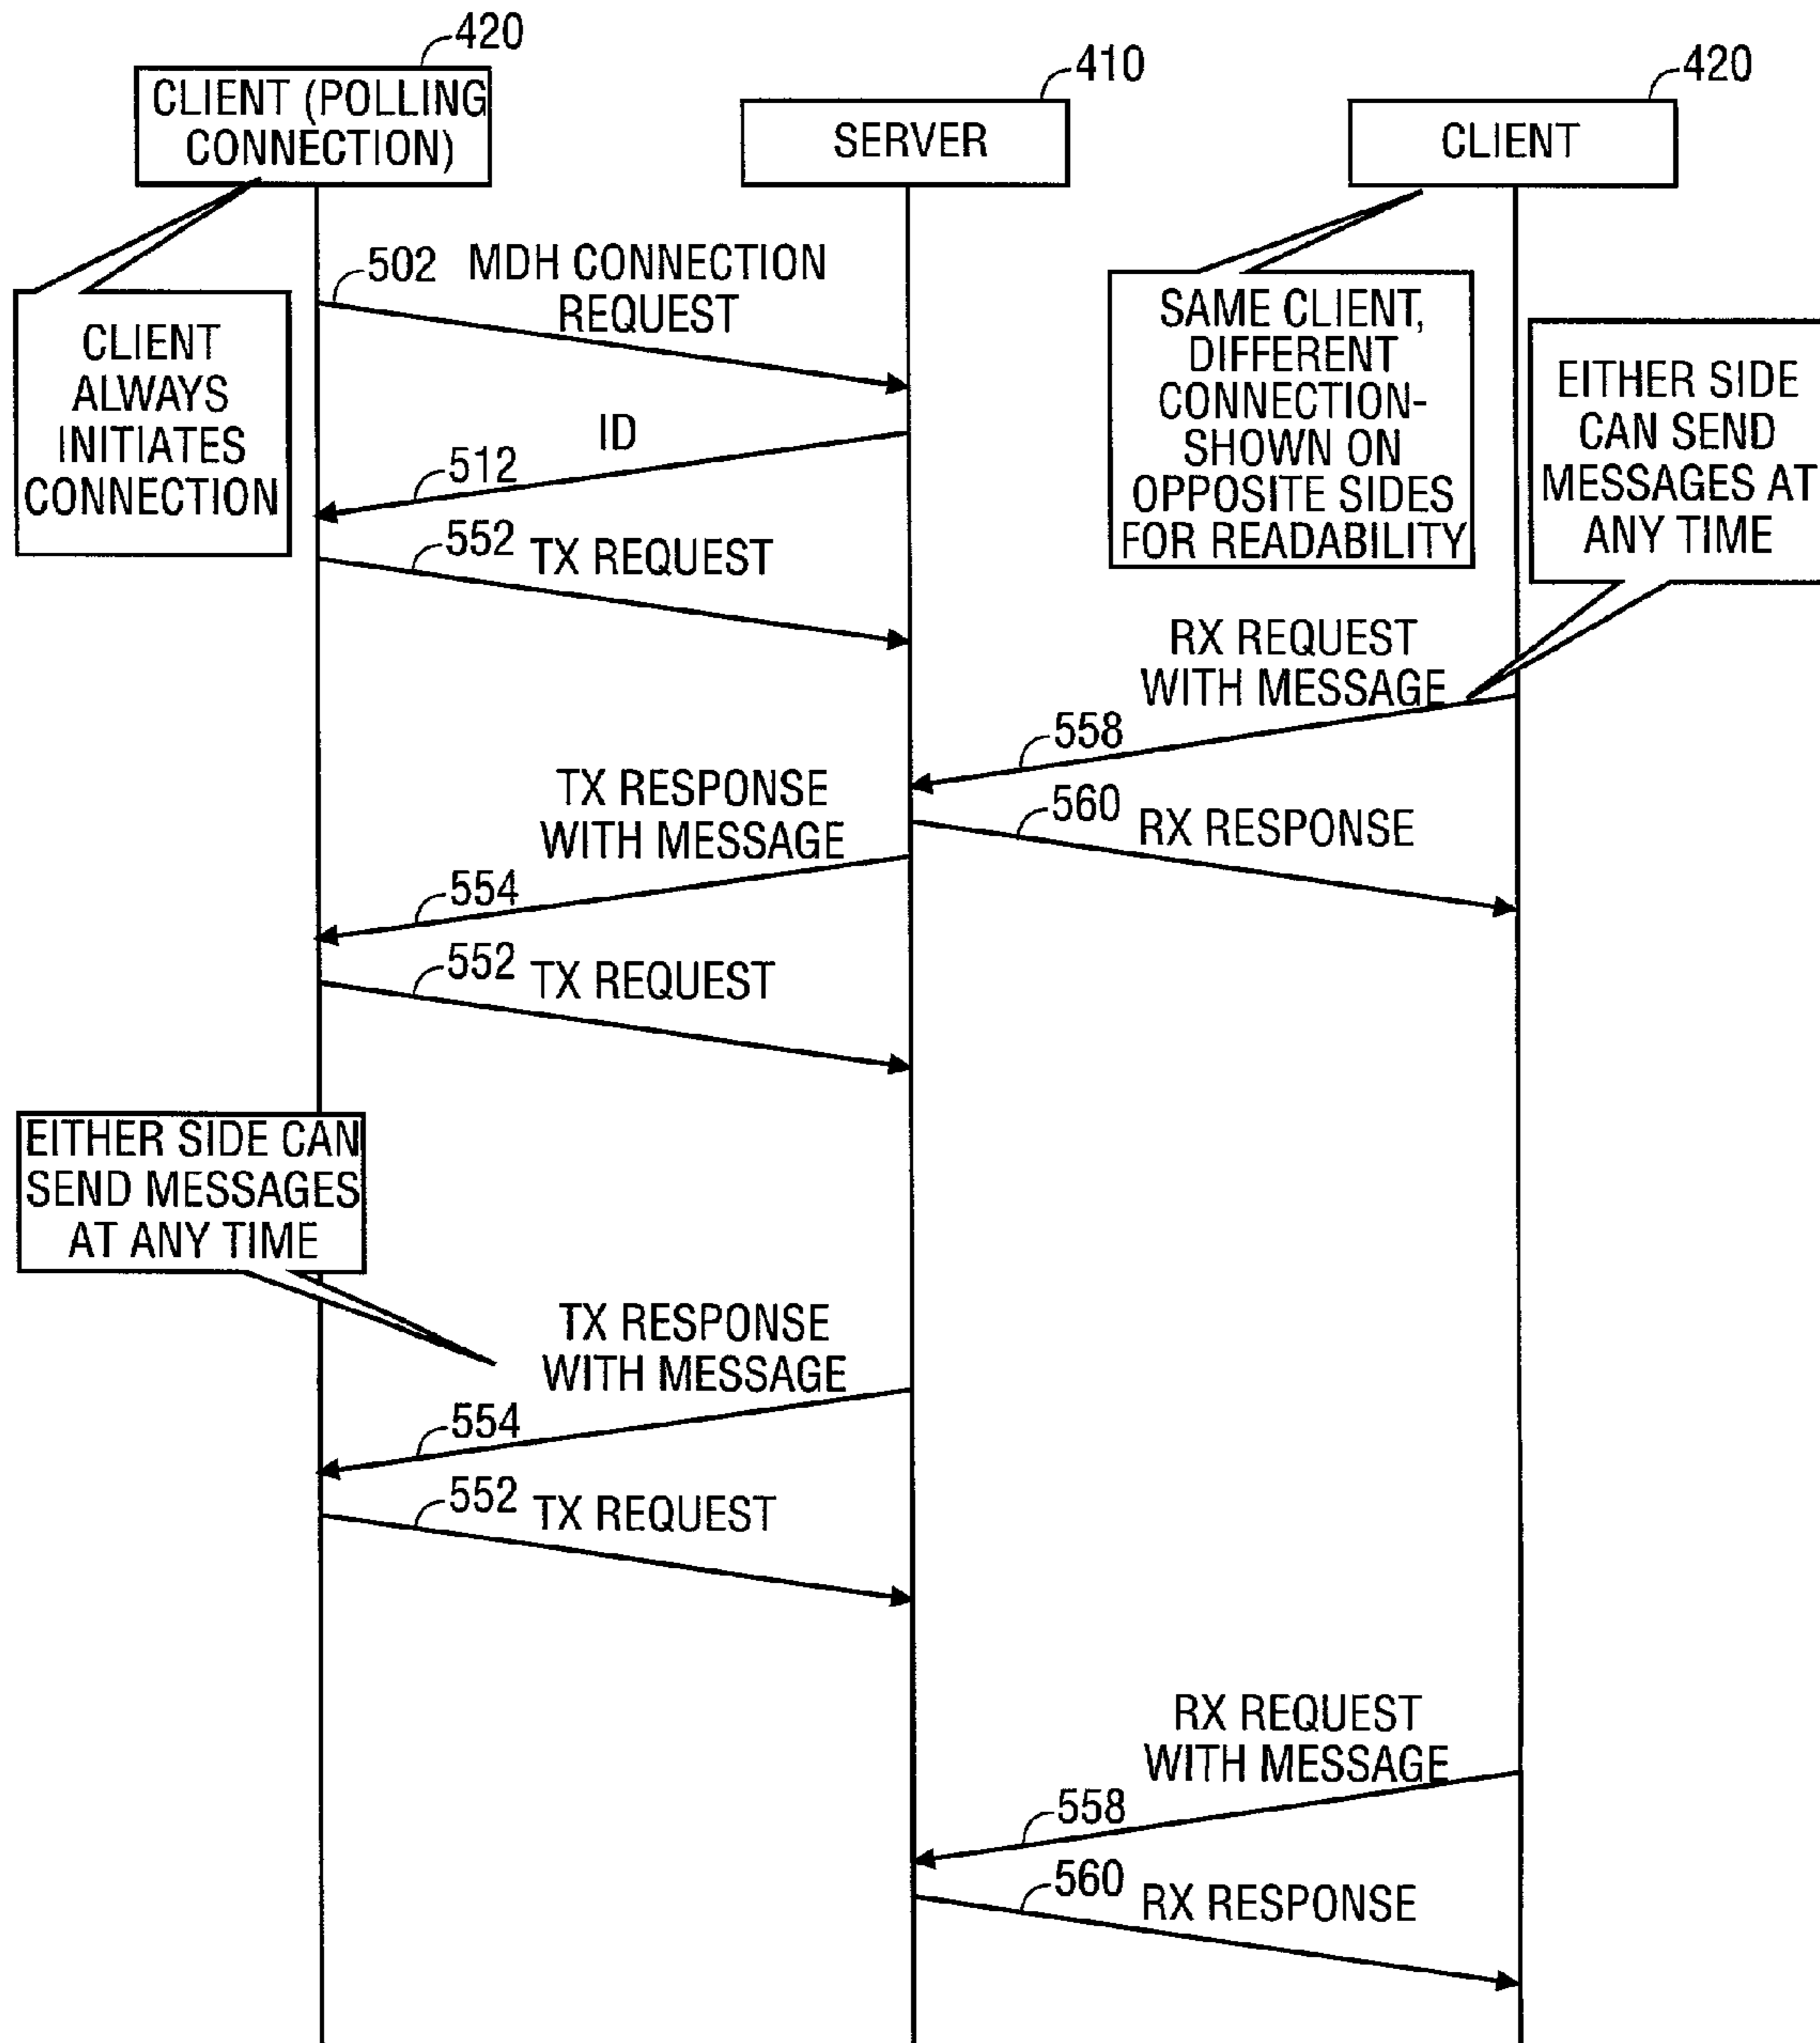 420
CLIENT (POLLING
CONNECTION)
410
SERVER
420
CLIENT
CLIENT
ALWAYS
INITIATES
CONNECTION
502
MDH CONNECTION
REQUEST
SAME CLIENT,
DIFFERENT
CONNECTION-
SHOWN ON
OPPOSITE SIDES
FOR READABILITY
EITHER SIDE
CAN SEND
MESSAGES AT
ANY TIME
ID
512
552
TX REQUEST
RX REQUEST
WITH MESSAGE
558
TX RESPONSE
WITH MESSAGE
560
RX RESPONSE
554
552
TX REQUEST
EITHER SIDE CAN
SEND MESSAGES
AT ANY TIME
TX RESPONSE
WITH MESSAGE
554
552
TX REQUEST
RX REQUEST
WITH MESSAGE
558
560
RX RESPONSE